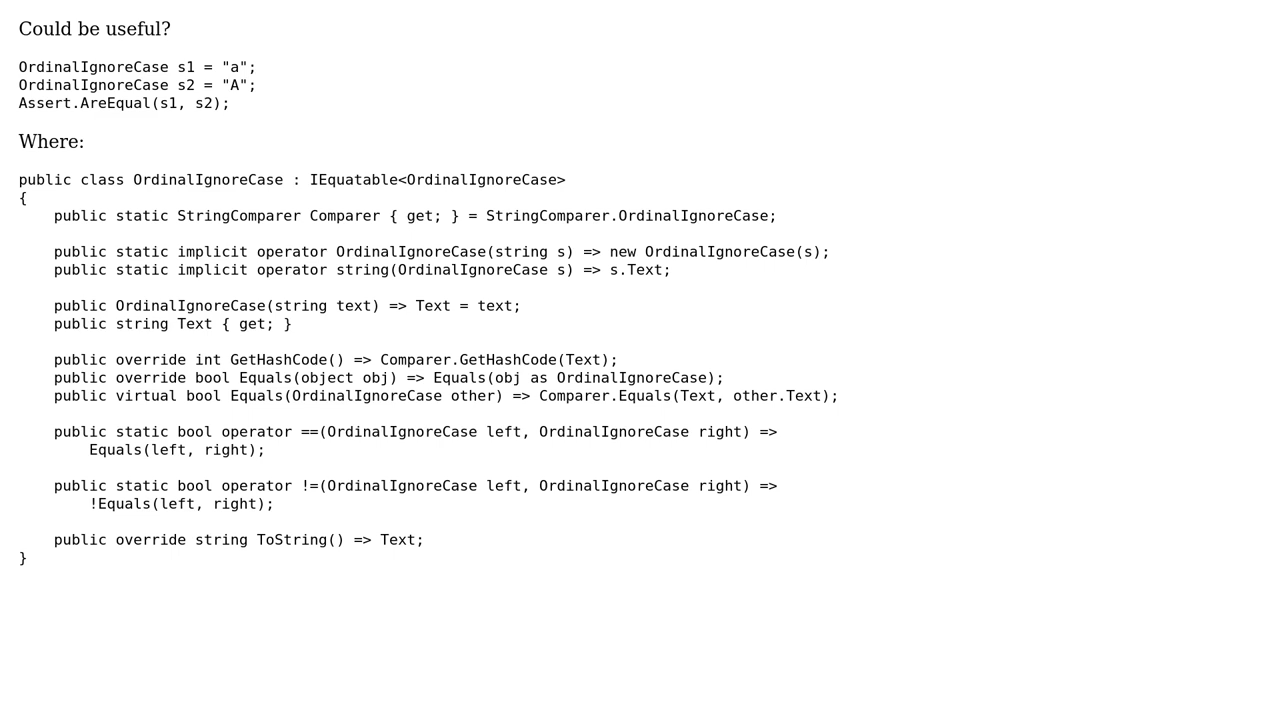 Could be useful?
OrdinalIgnoreCase s1 = "a";
OrdinalIgnoreCase s2 = "A";
Assert.AreEqual(s1, s2);
Where:
public class OrdinalIgnoreCase : IEquatable<OrdinalIgnoreCase>
{
    public static StringComparer Comparer { get; } = StringComparer.OrdinalIgnoreCase;
    public static implicit operator OrdinalIgnoreCase(string s) => new OrdinalIgnoreCase(s);
    public static implicit operator string(OrdinalIgnoreCase s) => s.Text;
    public OrdinalIgnoreCase(string text) => Text = text;
    public string Text { get; }
    public override int GetHashCode() => Comparer.GetHashCode(Text);
    public override bool Equals(object obj) => Equals(obj as OrdinalIgnoreCase);
    public virtual bool Equals(OrdinalIgnoreCase other) => Comparer.Equals(Text, other.Text);
    public static bool operator ==(OrdinalIgnoreCase left, OrdinalIgnoreCase right) =>
        Equals(left, right);
    public static bool operator !=(OrdinalIgnoreCase left, OrdinalIgnoreCase right) =>
        !Equals(left, right);
    public override string ToString() => Text;
}